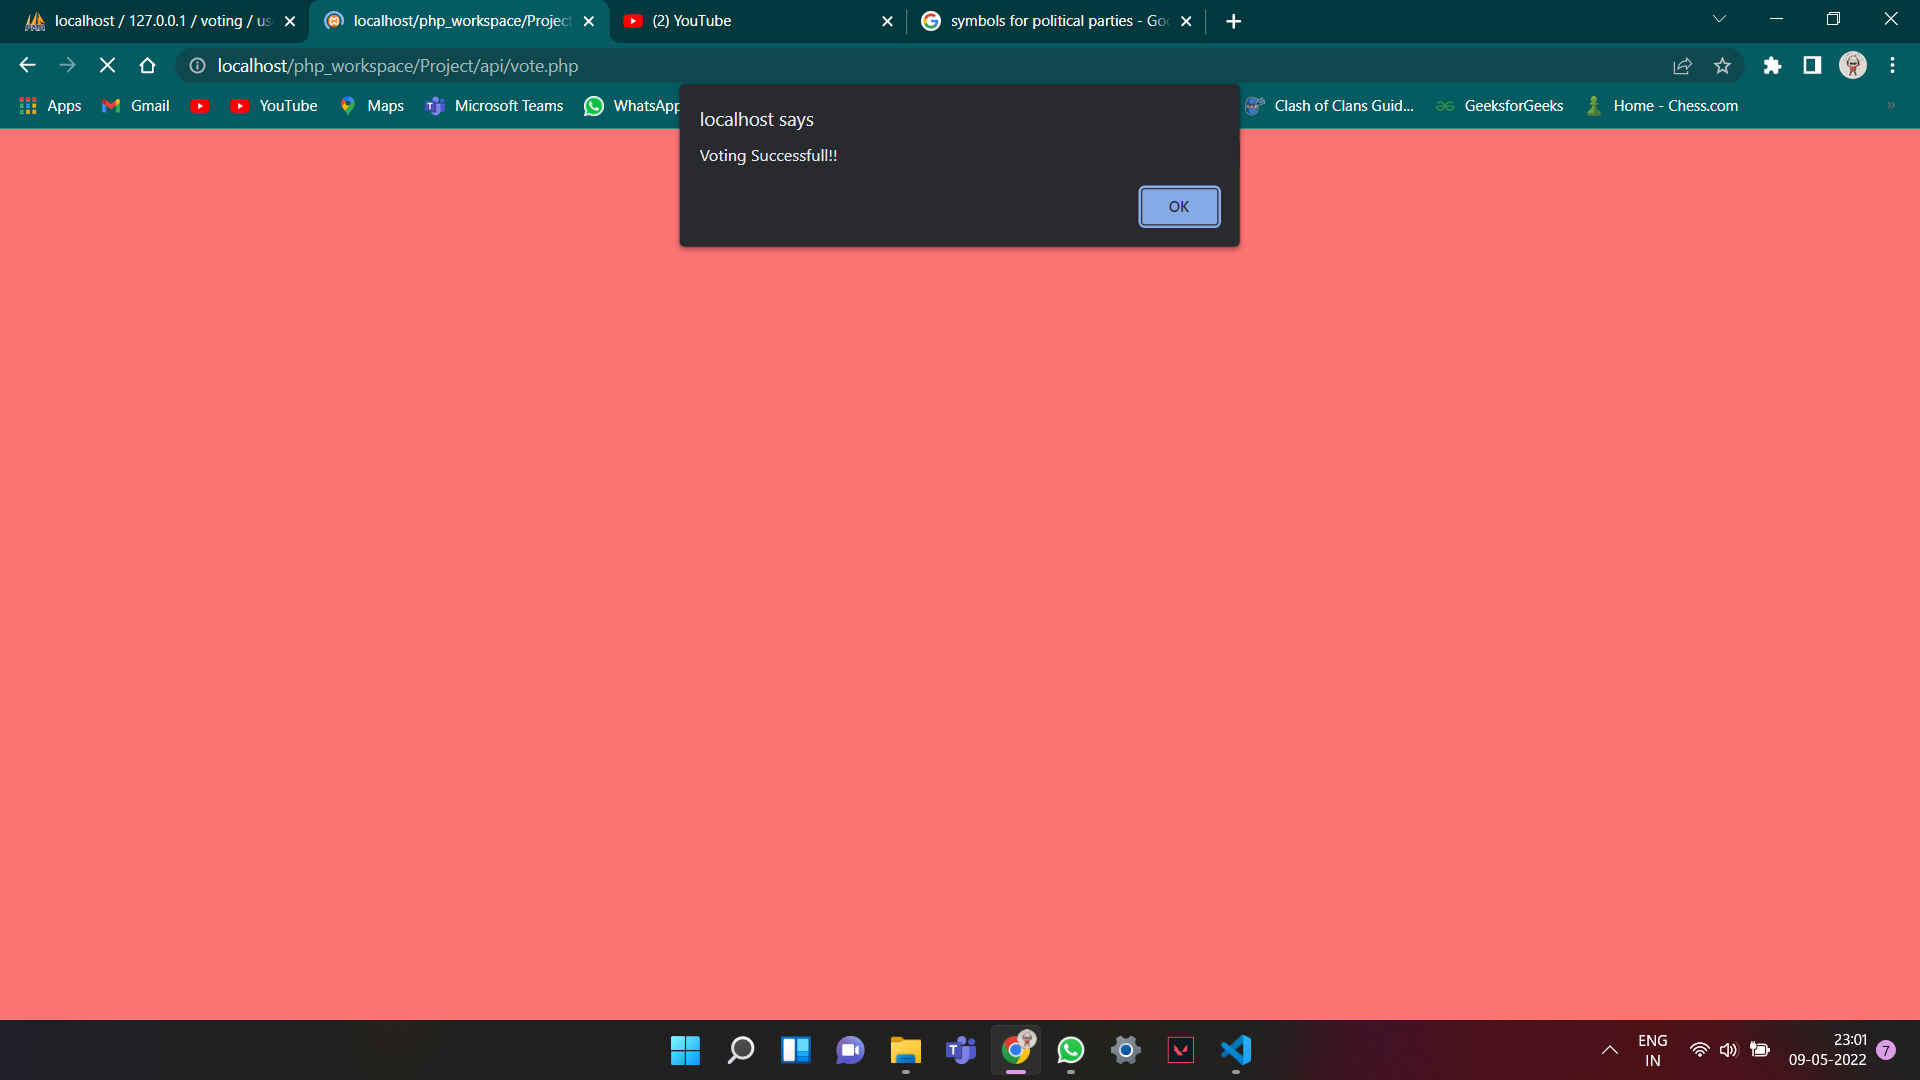 localhost / 127.0.0.1 / voting / us
localhost/php_workspace/Project
(2) YouTube
symbols for political parties - Goo
localhost/php_workspace/Project/api/vote.php
Apps
Gmail
YouTube
Maps
Microsoft Teams
WhatsApp
Clash of Clans Guid...
GeeksforGeeks
Home - Chess.com
localhost says
Voting Successfull!!
OK
ENG
IN
23:01
09-05-2022
7